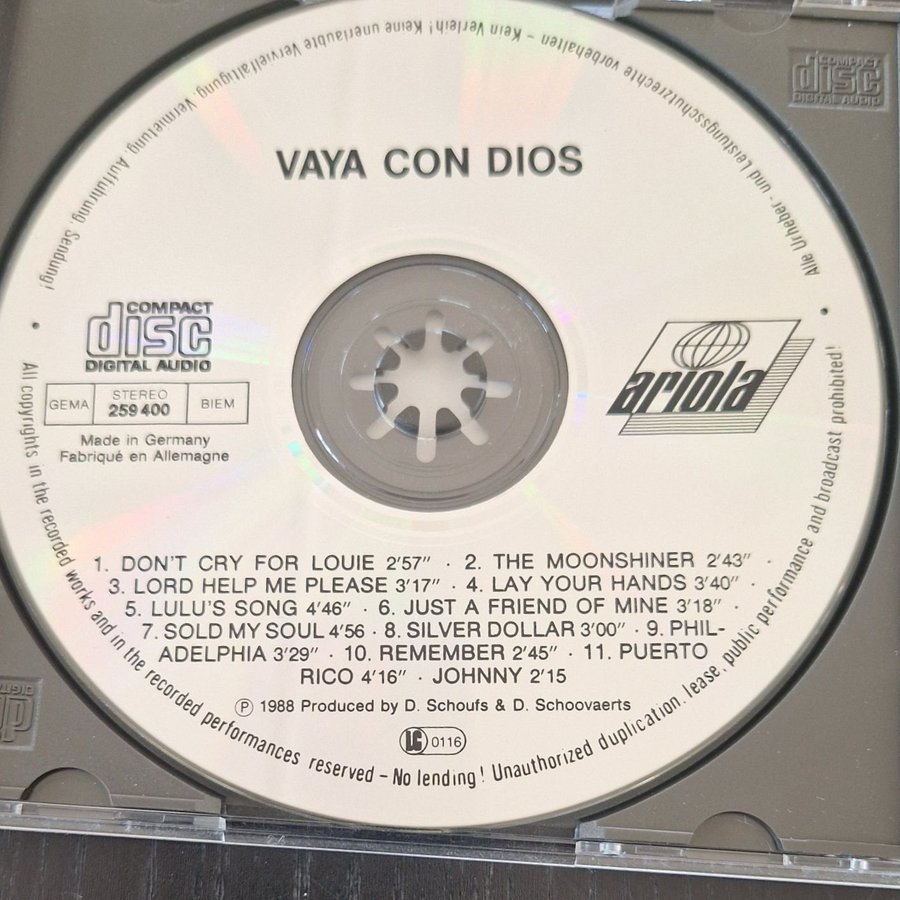 Alle Urheber- und Leistungsschutzrechte vorbehalten – Kein Verleih! Keine unerlaubte Vervielfältigung Vermietung Aufführung Sendung!
COMPACT
disc
DIGITAL AUDIO
VAYA CON DIOS
COMPACT
disc
DIGITAL AUDIO
ariola
GEMA
STEREO
259 400
BIEM
Made in Germany
Fabriqué en Allemagne
1. DON'T CRY FOR LOUIE 2'57" · 2. THE MOONSHINER 2'43" ·
3. LORD HELP ME PLEASE 3'17" · 4. LAY YOUR HANDS 3'40" ·
5. LULU'S SONG 4'46" · 6. JUST A FRIEND OF MINE 3'18" ·
7. SOLD MY SOUL 4'56 · 8. SILVER DOLLAR 3'00" · 9. PHIL-
ADELPHIA 3'29" · 10. REMEMBER 2'45" · 11. PUERTO
RICO 4'16" · JOHNNY 2'15
℗ 1988 Produced by D. Schoufs & D. Schoovaerts
LC 0116
All copyrights in the recorded works and in the recorded performances reserved – No lending! Unauthorized duplication, lease, public performance and broadcast prohibited!